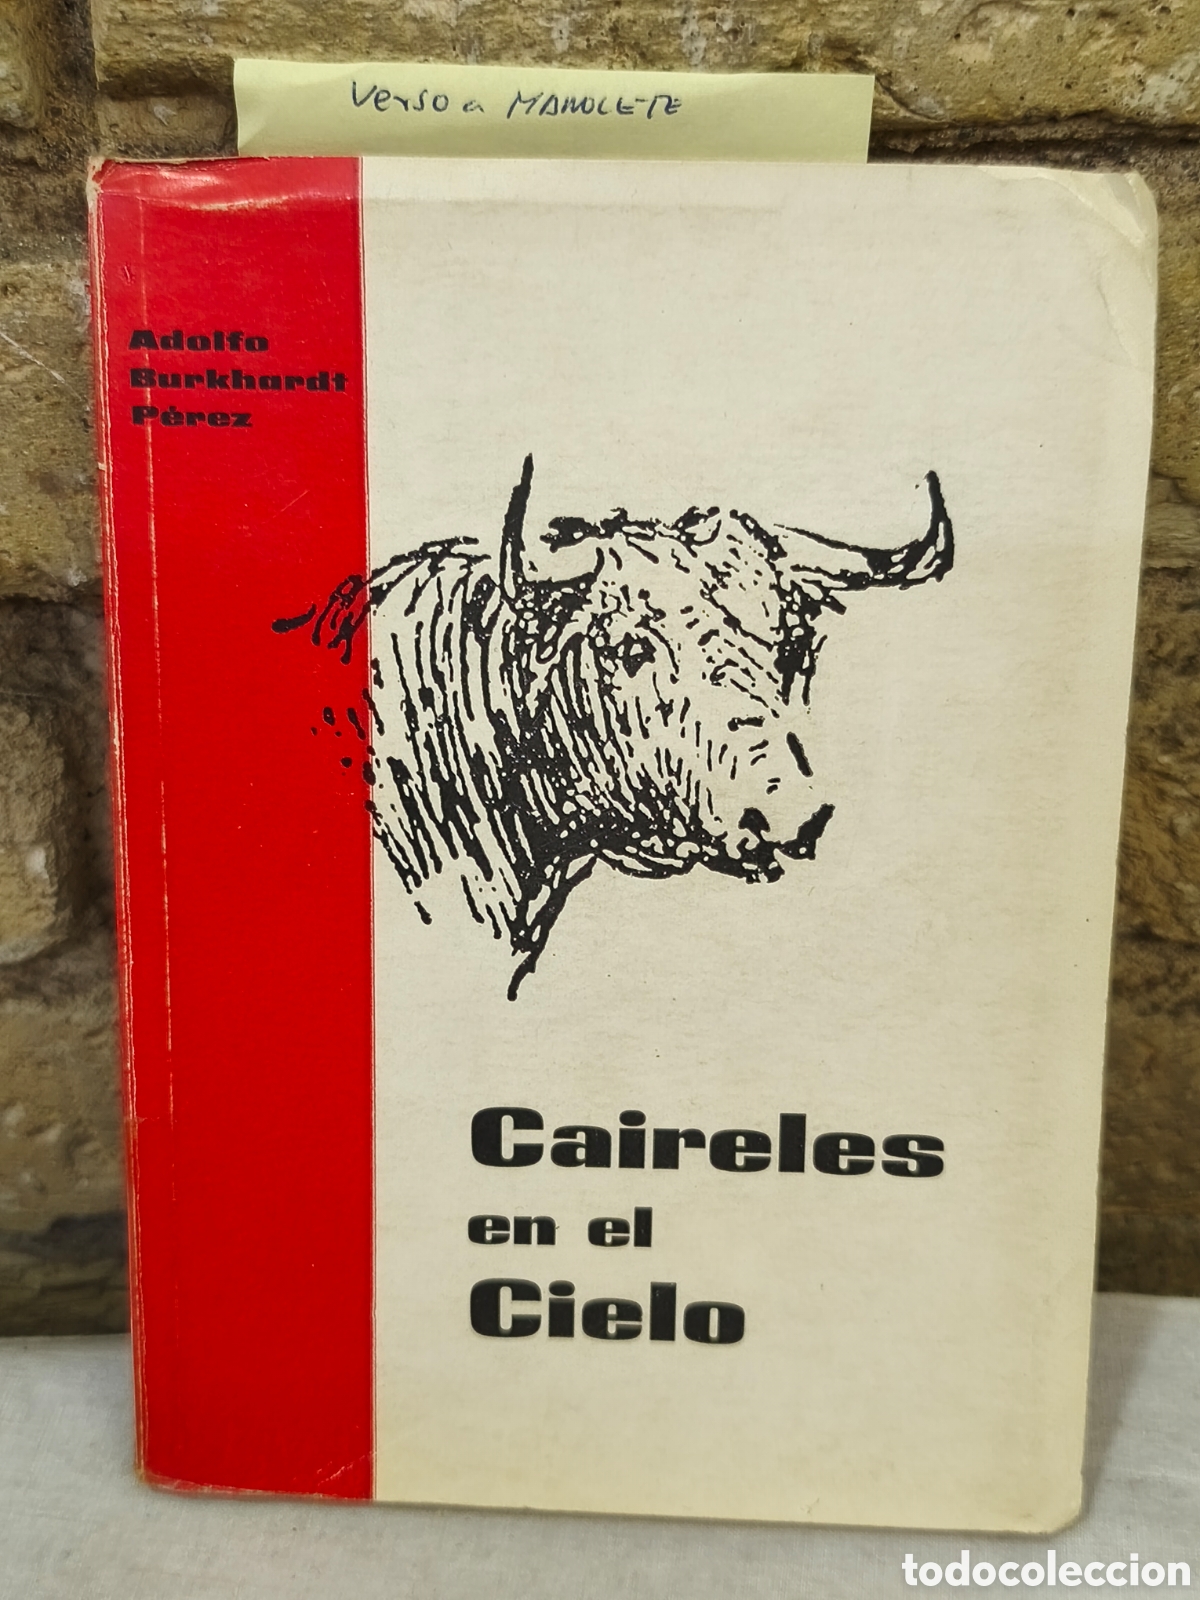 Verso a MANOLETE
Adolfo
Burkhardt
Pérez
Caireles
en el
Cielo
todocoleccion